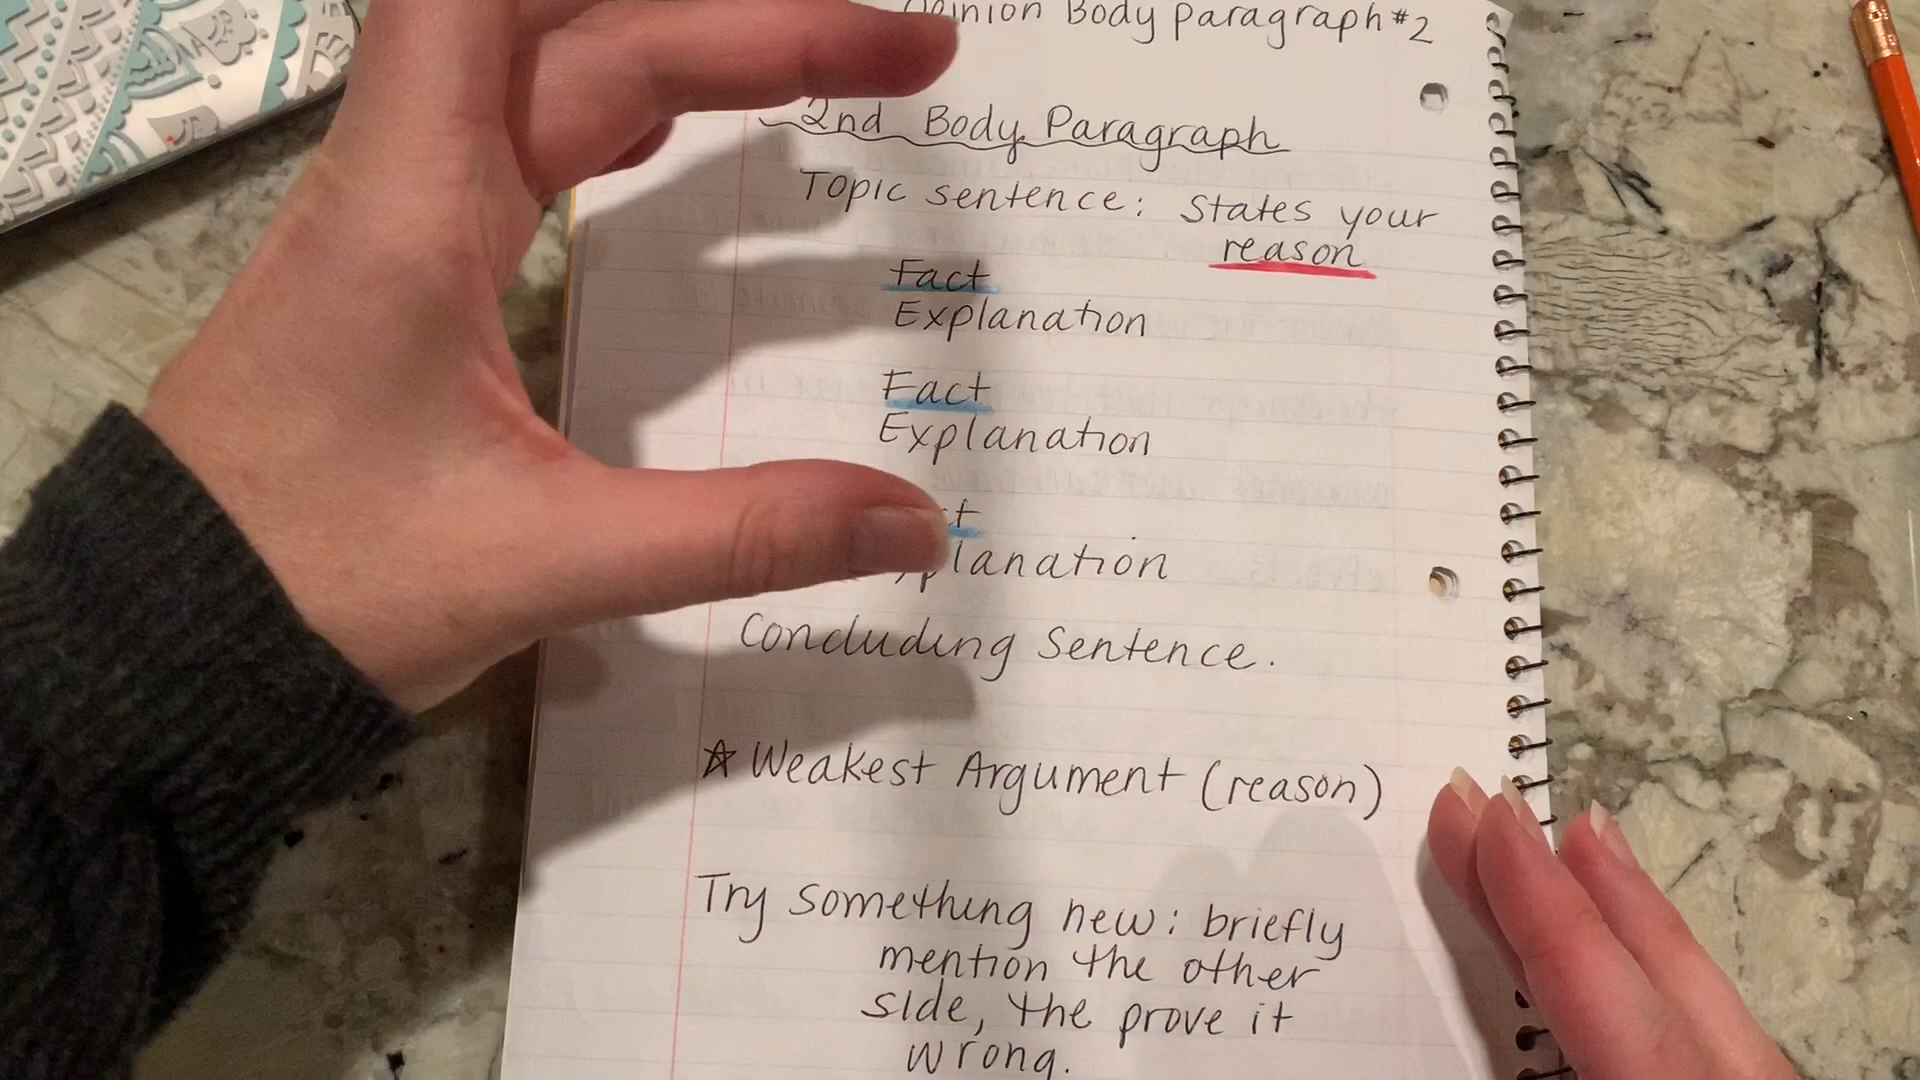 Opinion Body paragraph #2
2nd Body Paragraph
Topic sentence: States your
reason
Fact
Explanation
Fact
Explanation
Concluding Sentence.
☆ Weakest Argument (reason)
Try something new: briefly
mention the other
side, the prove it
wrong.